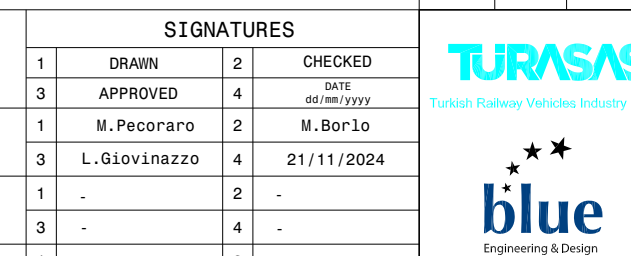 SIGNATURES
1 DRAWN 2 CHECKED
3 APPROVED 4 DATE
dd/mm/yyyy
1 M.Pecoraro 2 M.Borlo
3 L.Giovinazzo 4 21/11/2024
1 - 2 -
3 - 4 -
TURASAS
Turkish Railway Vehicles Industry
blue
Engineering & Design